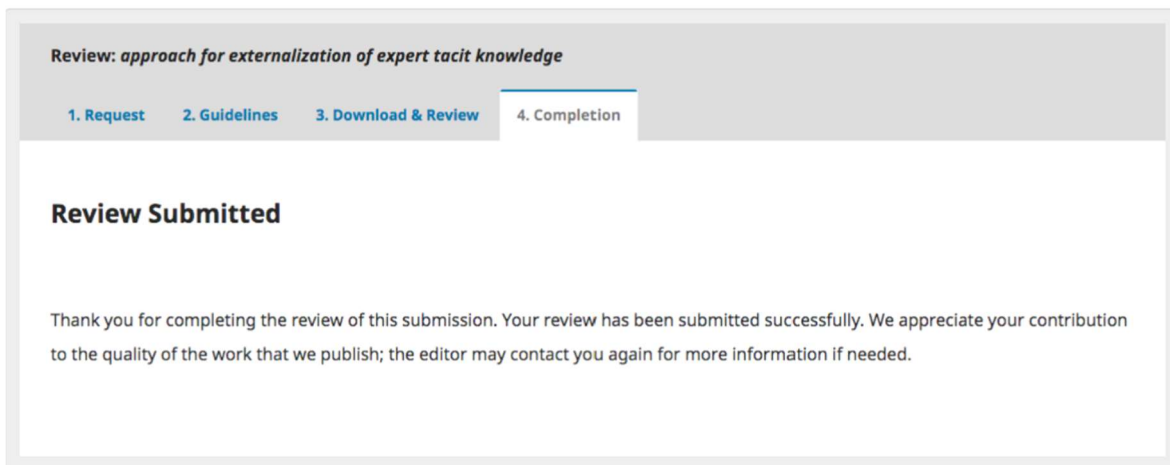 Review: approach for externalization of expert tacit knowledge
1. Request 2. Guidelines 3. Download & Review 4. Completion
Review Submitted
Thank you for completing the review of this submission. Your review has been submitted successfully. We appreciate your contribution
to the quality of the work that we publish; the editor may contact you again for more information if needed.